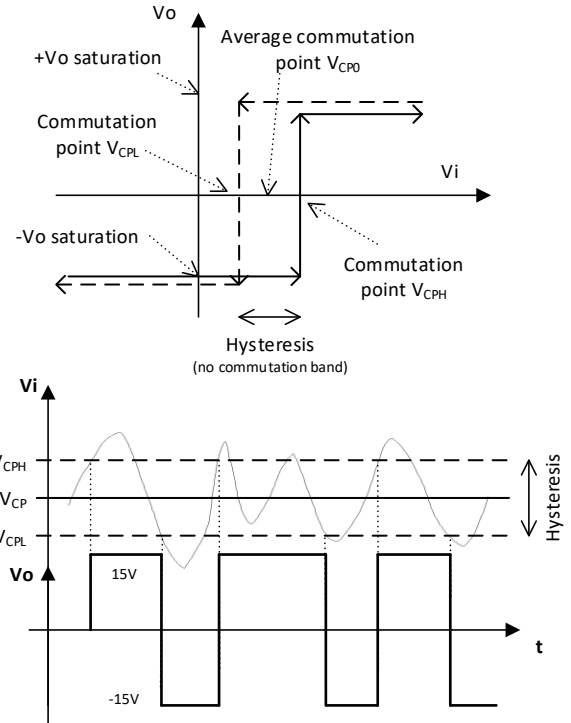 Vo
Average commutation
point VCP0
+Vo saturation
Commutation
point VCPL
Vi
-Vo saturation
Commutation
point VCPH
Hysteresis
(no commutation band)
Vi
VCPH
VCP
VCPL
Hysteresis
Vo
15V
t
-15V